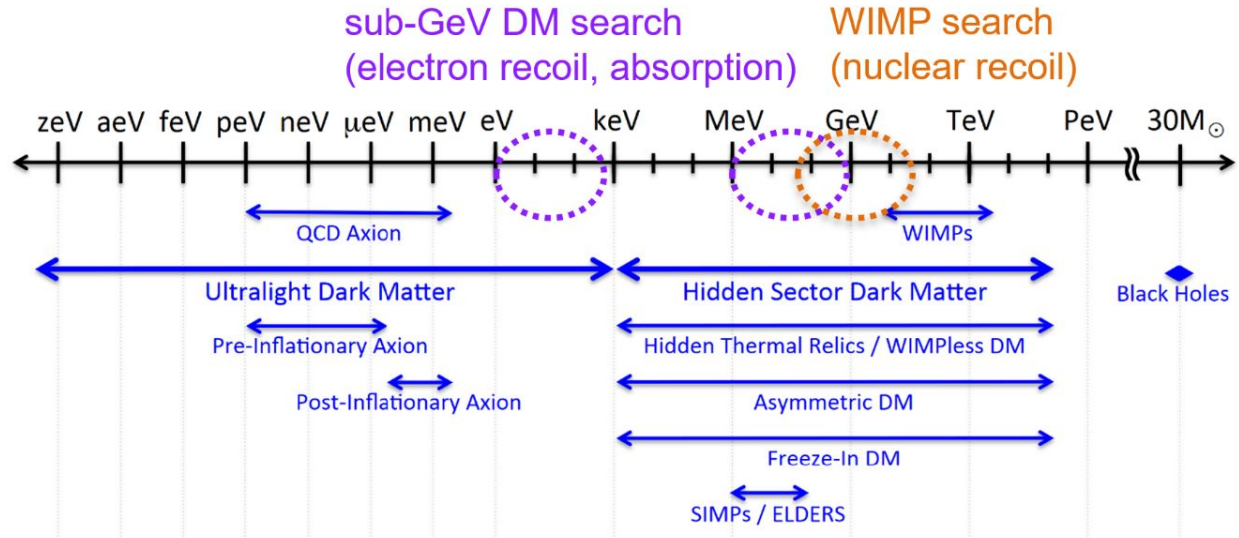 sub-GeV DM search
(electron recoil, absorption)
WIMP search
(nuclear recoil)
zeV aeV feV peV neV μeV meV eV keV MeV GeV TeV PeV 30M☉
QCD Axion
WIMPs
Ultralight Dark Matter
Hidden Sector Dark Matter
Black Holes
Pre-Inflationary Axion
Hidden Thermal Relics / WIMPless DM
Post-Inflationary Axion
Asymmetric DM
Freeze-In DM
SIMPs / ELDERS